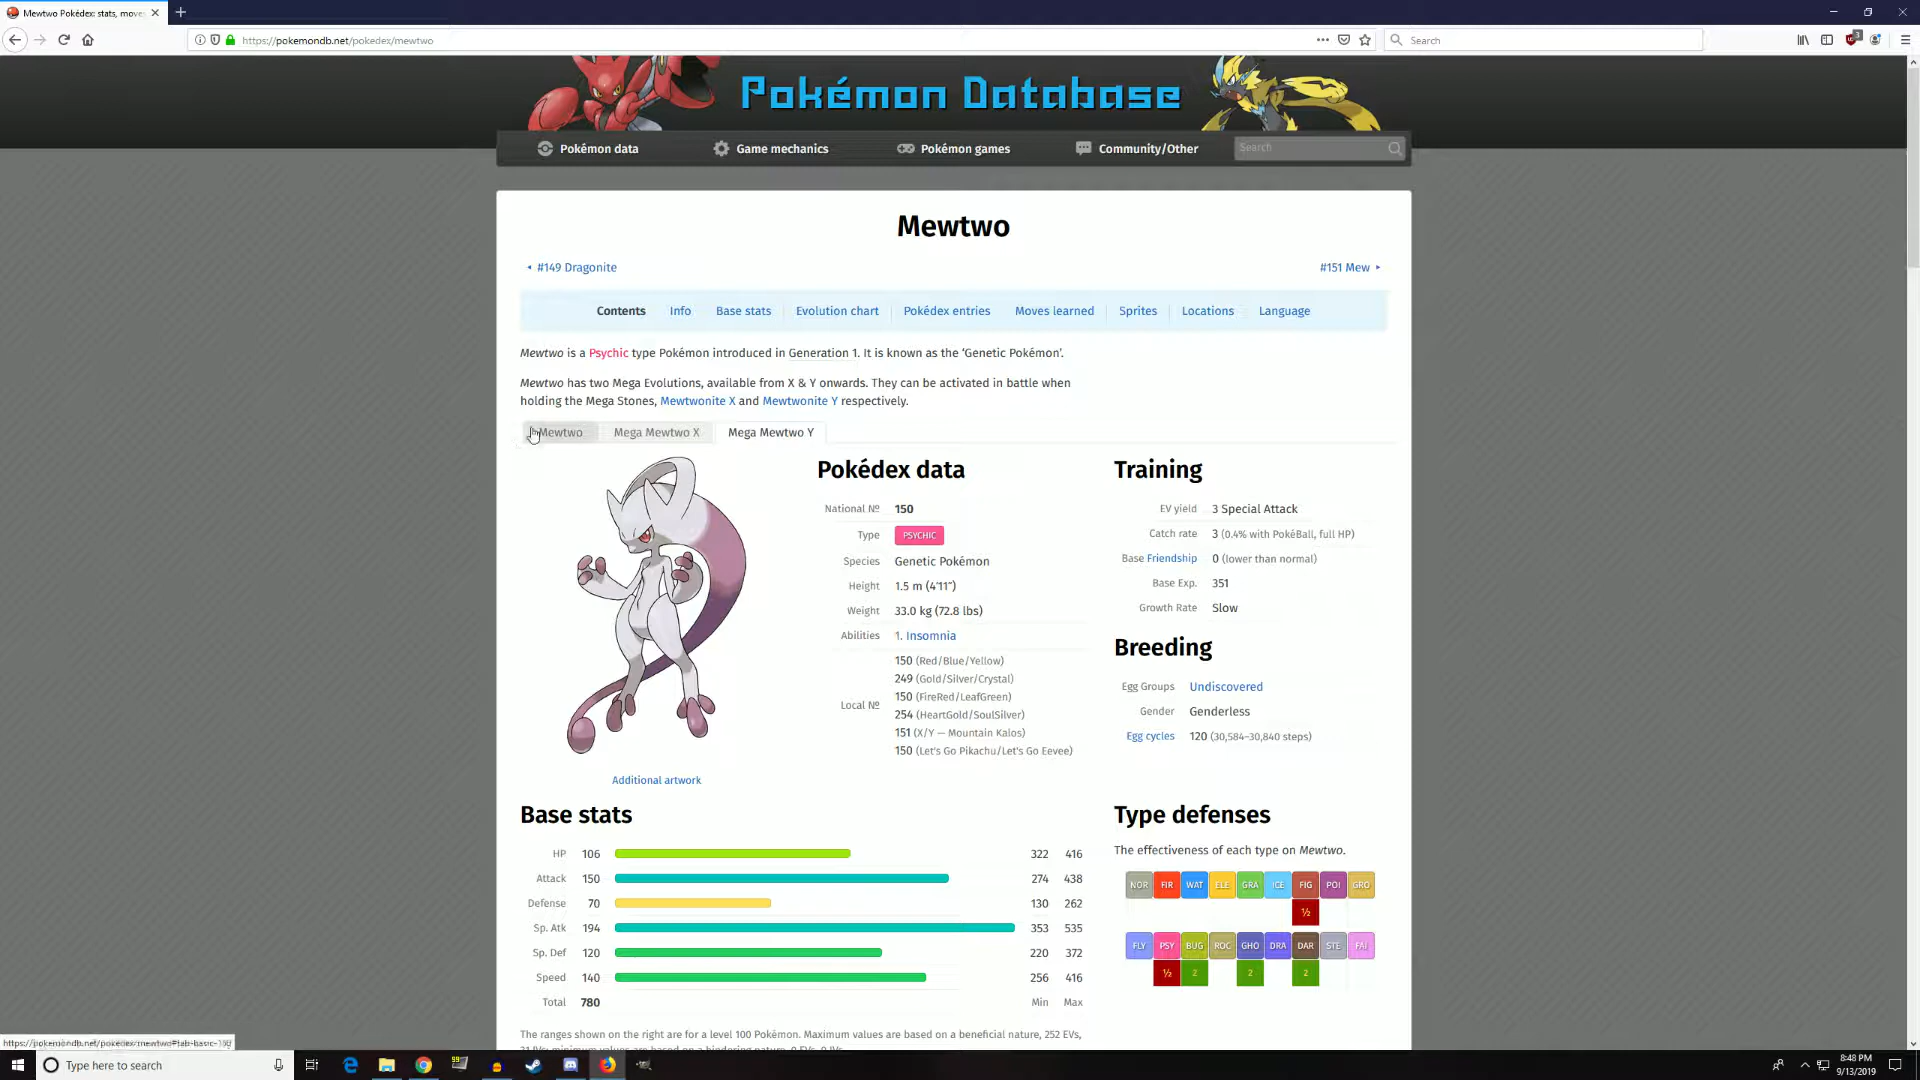 Mewtwo Pokédex: stats, moves
https://pokemondb.net/pokedex/mewtwo
Search
Pokémon Database
Pokémon data
Game mechanics
Pokémon games
Community/Other
Search
Mewtwo
#149 Dragonite
#151 Mew
Contents Info Base stats Evolution chart Pokédex entries Moves learned Sprites Locations Language
Mewtwo is a Psychic type Pokémon introduced in Generation 1. It is known as the ‘Genetic Pokémon’.
Mewtwo has two Mega Evolutions, available from X & Y onwards. They can be activated in battle when
holding the Mega Stones, Mewtwonite X and Mewtwonite Y respectively.
Mewtwo Mega Mewtwo X Mega Mewtwo Y
Pokédex data
National № 150
Type PSYCHIC
Species Genetic Pokémon
Height 1.5 m (4′11″)
Weight 33.0 kg (72.8 lbs)
Abilities 1. Insomnia
Local №
150 (Red/Blue/Yellow)
249 (Gold/Silver/Crystal)
150 (FireRed/LeafGreen)
254 (HeartGold/SoulSilver)
151 (X/Y — Mountain Kalos)
150 (Let's Go Pikachu/Let's Go Eevee)
Training
EV yield 3 Special Attack
Catch rate 3 (0.4% with PokéBall, full HP)
Base Friendship 0 (lower than normal)
Base Exp. 351
Growth Rate Slow
Breeding
Egg Groups Undiscovered
Gender Genderless
Egg cycles 120 (30,584–30,840 steps)
Additional artwork
Base stats
HP 106 322 416
Attack 150 274 438
Defense 70 130 262
Sp. Atk 194 353 535
Sp. Def 120 220 372
Speed 140 256 416
Total 780 Min Max
The ranges shown on the right are for a level 100 Pokémon. Maximum values are based on a beneficial nature, 252 EVs,
Type defenses
The effectiveness of each type on Mewtwo.
NOR FIR WAT ELE GRA ICE FIG POI GRO
½
FLY PSY BUG ROC GHO DRA DAR STE FAI
½ 2 2 2
Type here to search
8:48 PM
9/13/2019